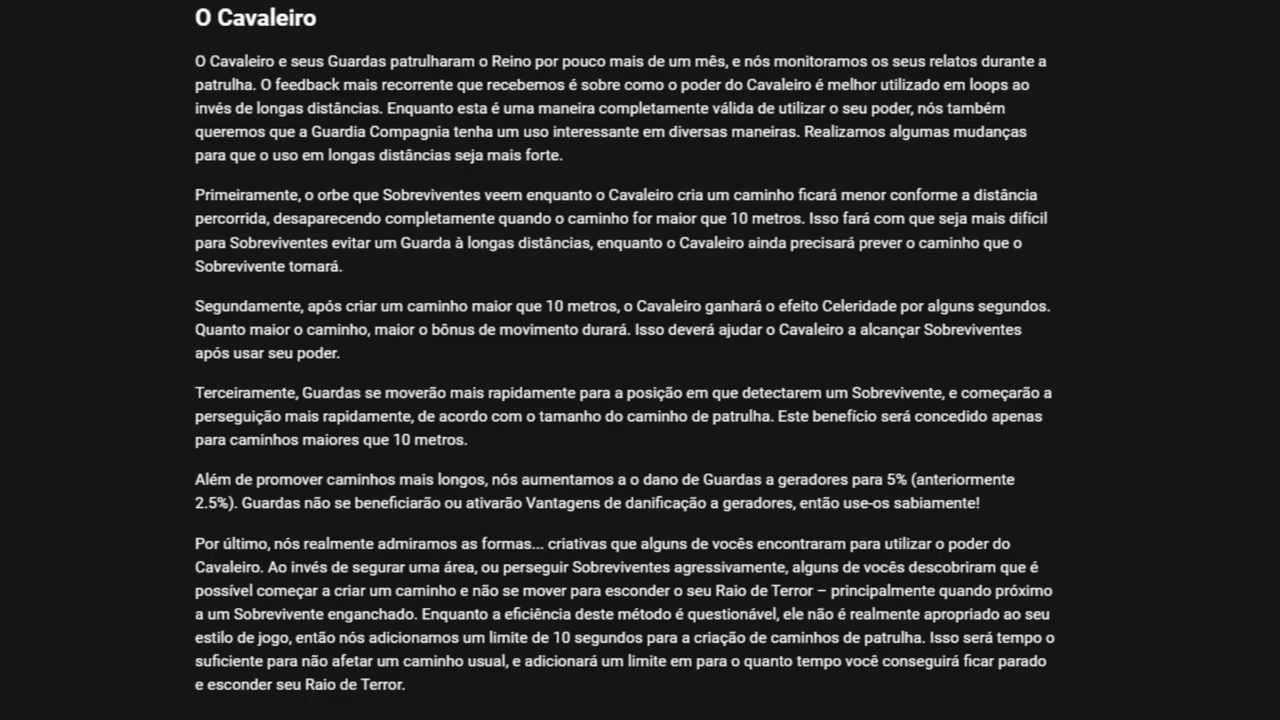 O Cavaleiro
O Cavaleiro e seus Guardas patrulharam o Reino por pouco mais de um mês, e nós monitoramos os seus relatos durante a
patrulha. O feedback mais recorrente que recebemos é sobre como o poder do Cavaleiro é melhor utilizado em loops ao
invés de longas distâncias. Enquanto esta é uma maneira completamente válida de utilizar o seu poder, nós também
queremos que a Guardia Compagnia tenha um uso interessante em diversas maneiras. Realizamos algumas mudanças
para que o uso em longas distâncias seja mais forte.
Primeiramente, o orbe que Sobreviventes veem enquanto o Cavaleiro cria um caminho ficará menor conforme a distância
percorrida, desaparecendo completamente quando o caminho for maior que 10 metros. Isso fará com que seja mais difícil
para Sobreviventes evitar um Guarda à longas distâncias, enquanto o Cavaleiro ainda precisará prever o caminho que o
Sobrevivente tomará.
Segundamente, após criar um caminho maior que 10 metros, o Cavaleiro ganhará o efeito Celeridade por alguns segundos.
Quanto maior o caminho, maior o bônus de movimento durará. Isso deverá ajudar o Cavaleiro a alcançar Sobreviventes
após usar seu poder.
Terceiramente, Guardas se moverão mais rapidamente para a posição em que detectarem um Sobrevivente, e começarão a
perseguição mais rapidamente, de acordo com o tamanho do caminho de patrulha. Este benefício será concedido apenas
para caminhos maiores que 10 metros.
Além de promover caminhos mais longos, nós aumentamos a o dano de Guardas a geradores para 5% (anteriormente
2.5%). Guardas não se beneficiarão ou ativarão Vantagens de danificação a geradores, então use-os sabiamente!
Por último, nós realmente admiramos as formas... criativas que alguns de vocês encontraram para utilizar o poder do
Cavaleiro. Ao invés de segurar uma área, ou perseguir Sobreviventes agressivamente, alguns de vocês descobriram que é
possível começar a criar um caminho e não se mover para esconder o seu Raio de Terror – principalmente quando próximo
a um Sobrevivente enganchado. Enquanto a eficiência deste método é questionável, ele não é realmente apropriado ao seu
estilo de jogo, então nós adicionamos um limite de 10 segundos para a criação de caminhos de patrulha. Isso será tempo o
suficiente para não afetar um caminho usual, e adicionará um limite em para o quanto tempo você conseguirá ficar parado
e esconder seu Raio de Terror.